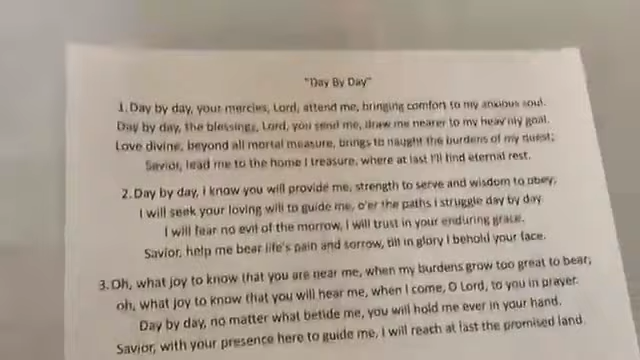 "Day By Day"
1. Day by day, your mercies, Lord, attend me, bringing comfort to my anxious soul.
Day by day, the blessings, Lord, you send me, draw me nearer to my heav'nly goal.
Love divine, beyond all mortal measure, brings to naught the burdens of my quest;
Savior, lead me to the home I treasure, where at last I'll find eternal rest.
2. Day by day, I know you will provide me, strength to serve and wisdom to obey;
I will seek your loving will to guide me, o'er the paths I struggle day by day.
I will fear no evil of the morrow, I will trust in your enduring grace.
Savior, help me bear life's pain and sorrow, till in glory I behold your face.
3. Oh, what joy to know that you are near me, when my burdens grow too great to bear;
oh, what joy to know that you will hear me, when I come, O Lord, to you in prayer.
Day by day, no matter what betide me, you will hold me ever in your hand.
Savior, with your presence here to guide me, I will reach at last the promised land.